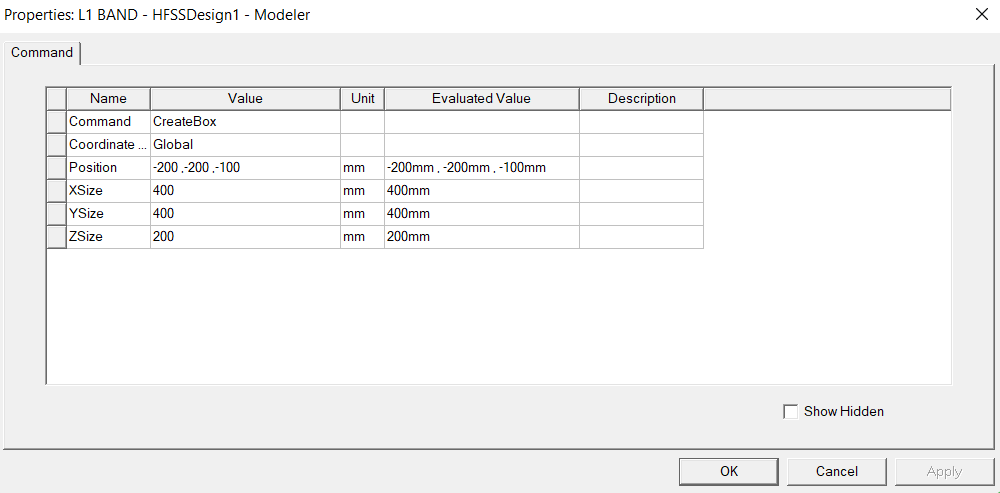 Properties: L1 BAND - HFSSDesign1 - Modeler
Command
Name Value Unit Evaluated Value Description
Command CreateBox
Coordinate ... Global
Position -200 ,-200 ,-100 mm -200mm , -200mm , -100mm
XSize 400 mm 400mm
YSize 400 mm 400mm
ZSize 200 mm 200mm
Show Hidden
OK Cancel Apply